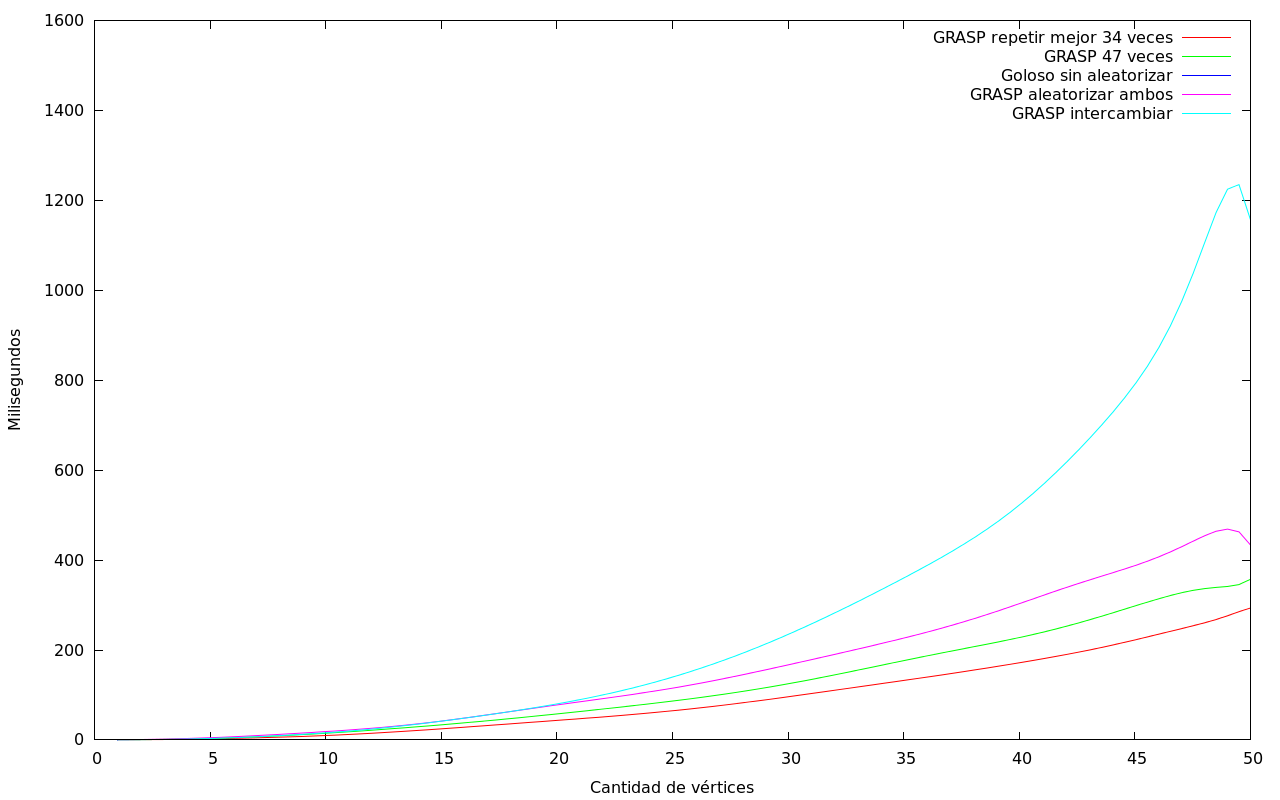 1600
1400
1200
1000
800
600
400
200
0
Milisegundos
GRASP repetir mejor 34 veces
GRASP 47 veces
Goloso sin aleatorizar
GRASP aleatorizar ambos
GRASP intercambiar
0 5 10 15 20 25 30 35 40 45 50
Cantidad de vértices